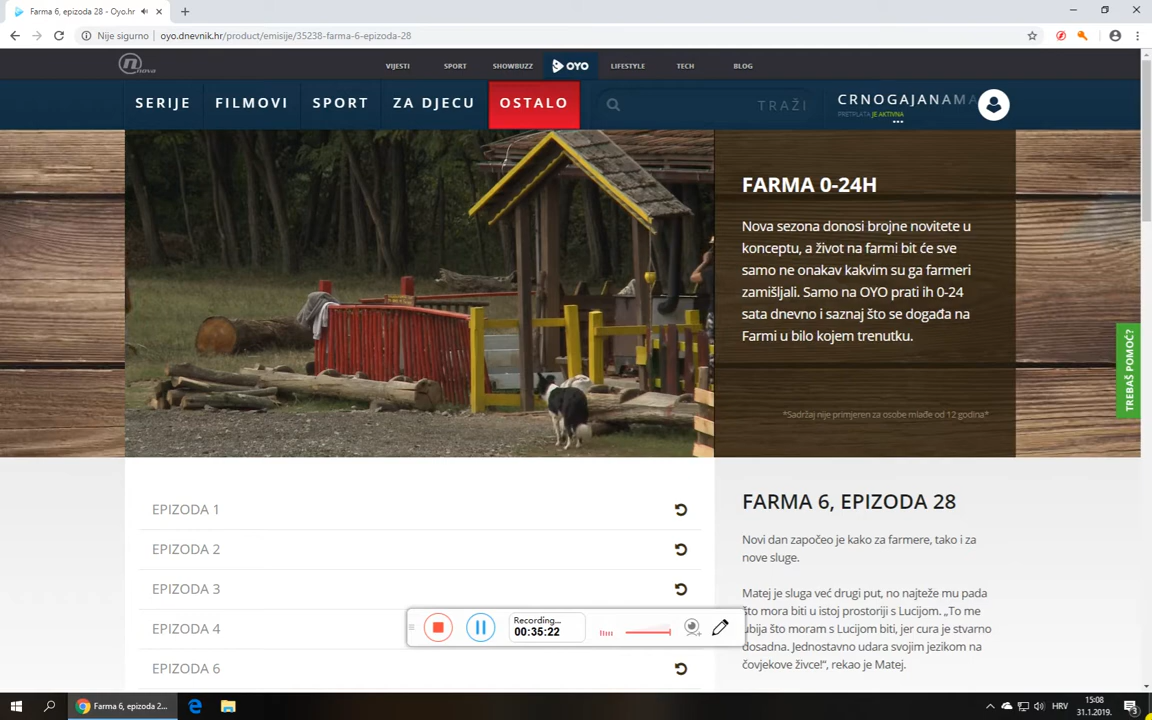 Farma 6, epizoda 28 - Oyo.hr
Nije sigurno
oyo.dnevnik.hr/product/emisije/35238-farma-6-epizoda-28
nova
VIJESTI
SPORT
SHOWBUZZ
OYO
LIFESTYLE
TECH
BLOG
SERIJE
FILMOVI
SPORT
ZA DJECU
OSTALO
TRAŽI
CRNOGAJANAMA
PRETPLATA JE AKTIVNA
FARMA 0-24H
Nova sezona donosi brojne novitete u
konceptu, a život na farmi bit će sve
samo ne onakav kakvim su ga farmeri
zamišljali. Samo na OYO prati ih 0-24
sata dnevno i saznaj što se događa na
Farmi u bilo kojem trenutku.
*Sadržaj nije primjeren za osobe mlađe od 12 godina*
TREBAŠ POMOĆ?
EPIZODA 1
EPIZODA 2
EPIZODA 3
EPIZODA 4
EPIZODA 6
FARMA 6, EPIZODA 28
Novi dan započeo je kako za farmere, tako i za
nove sluge.
Matej je sluga već drugi put, no najteže mu pada
što mora biti u istoj prostoriji s Lucijom. „To me
ubija što moram s Lucijom biti, jer cura je stvarno
dosadna. Jednostavno udara svojim jezikom na
čovjekove živce!“, rekao je Matej.
Recording...
00:35:22
Farma 6, epizoda 2...
HRV
15:08
31.1.2019.
3